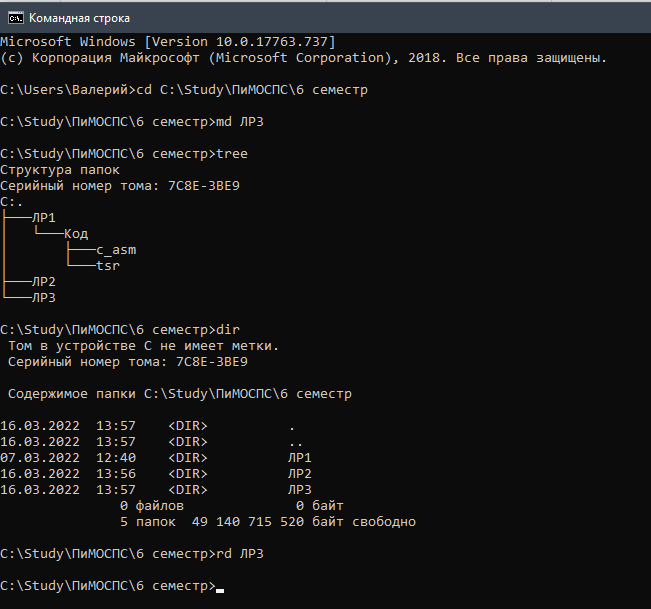 Командная строка
Microsoft Windows [Version 10.0.17763.737]
(c) Корпорация Майкрософт (Microsoft Corporation), 2018. Все права защищены.
C:\Users\Валерий>cd C:\Study\ПиМОСПС\6 семестр
C:\Study\ПиМОСПС\6 семестр>md ЛР3
C:\Study\ПиМОСПС\6 семестр>tree
Структура папок
Серийный номер тома: 7C8E-3BE9
C:.
├───ЛР1
│   └───Код
│       ├───c_asm
│       └───tsr
├───ЛР2
└───ЛР3
C:\Study\ПиМОСПС\6 семестр>dir
 Том в устройстве C не имеет метки.
 Серийный номер тома: 7C8E-3BE9
 Содержимое папки C:\Study\ПиМОСПС\6 семестр
16.03.2022  13:57    <DIR>          .
16.03.2022  13:57    <DIR>          ..
07.03.2022  12:40    <DIR>          ЛР1
16.03.2022  13:56    <DIR>          ЛР2
16.03.2022  13:57    <DIR>          ЛР3
               0 файлов              0 байт
               5 папок  49 140 715 520 байт свободно
C:\Study\ПиМОСПС\6 семестр>rd ЛР3
C:\Study\ПиМОСПС\6 семестр>